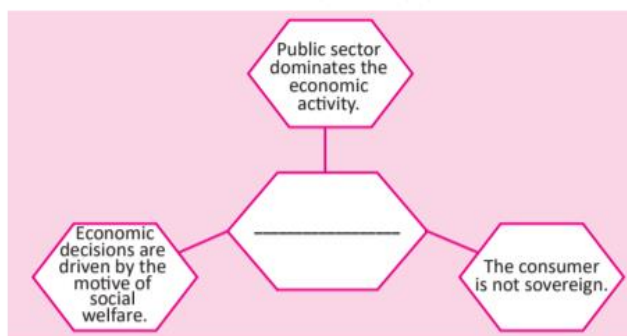 Public sector
dominates the
economic
activity.
Economic
decisions are
driven by the
motive of
social
welfare.
The consumer
is not sovereign.